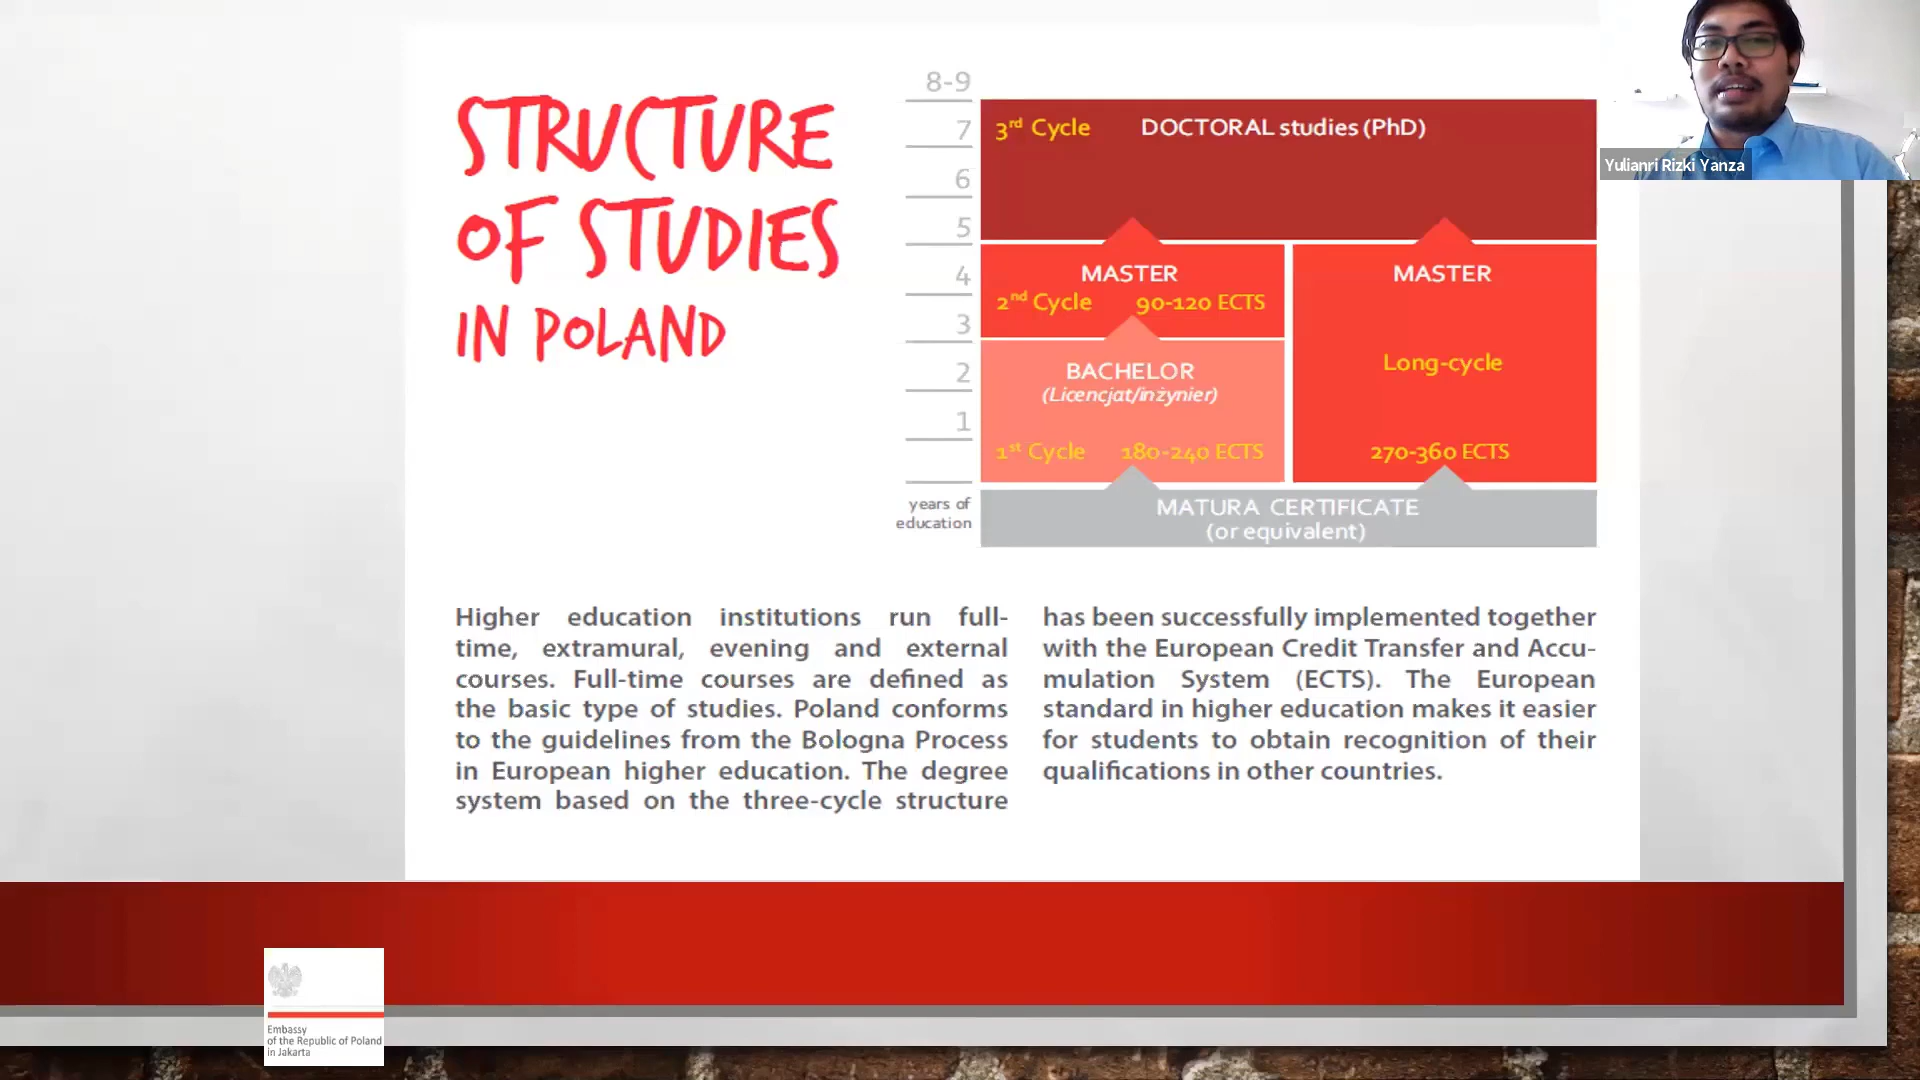 STRUCTURE
OF STUDIES
IN POLAND
8-9
7
6
5
4
3
2
1
years of
education
3rd Cycle DOCTORAL studies (PhD)
MASTER
2nd Cycle 90-120 ECTS
BACHELOR
(Licencjat/inżynier)
1st Cycle 180-240 ECTS
MASTER
Long-cycle
270-360 ECTS
MATURA CERTIFICATE
(or equivalent)
Higher education institutions run full-
time, extramural, evening and external
courses. Full-time courses are defined as
the basic type of studies. Poland conforms
to the guidelines from the Bologna Process
in European higher education. The degree
system based on the three-cycle structure
has been successfully implemented together
with the European Credit Transfer and Accu-
mulation System (ECTS). The European
standard in higher education makes it easier
for students to obtain recognition of their
qualifications in other countries.
Yulianri Rizki Yanza
Embassy
of the Republic of Poland
in Jakarta